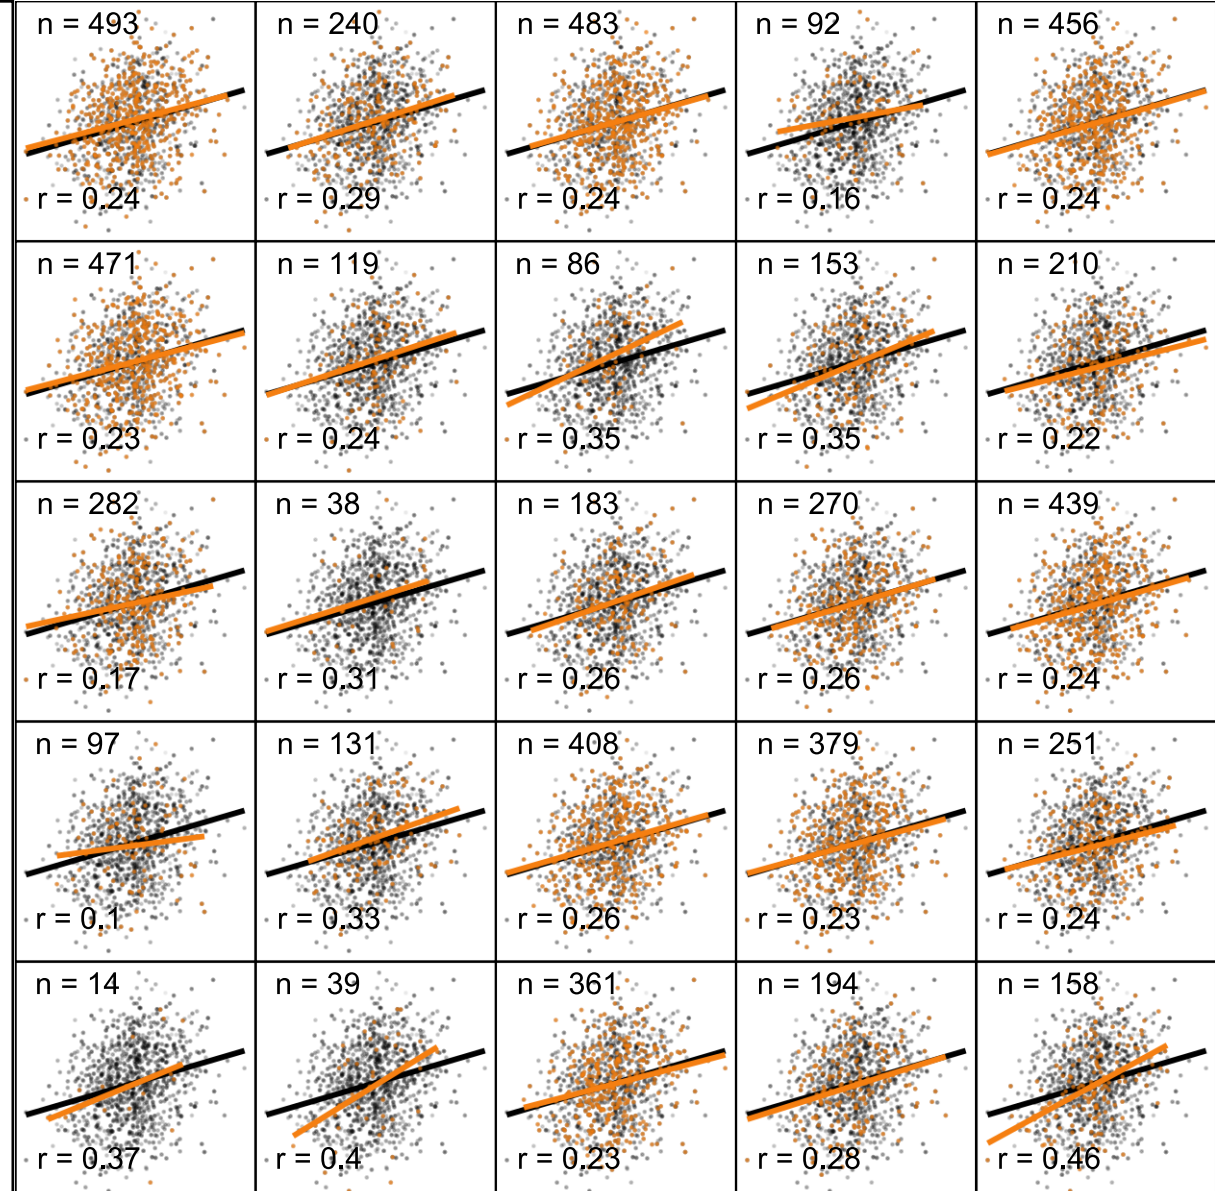 n = 493
n = 240
n = 483
n = 92
n = 456
r = 0.24
r = 0.29
r = 0.24
r = 0.16
r = 0.24
n = 471
n = 119
n = 86
n = 153
n = 210
r = 0.23
r = 0.24
r = 0.35
r = 0.35
r = 0.22
n = 282
n = 38
n = 183
n = 270
n = 439
r = 0.17
r = 0.31
r = 0.26
r = 0.26
r = 0.24
n = 97
n = 131
n = 408
n = 379
n = 251
r = 0.1
r = 0.33
r = 0.26
r = 0.23
r = 0.24
n = 14
n = 39
n = 361
n = 194
n = 158
r = 0.37
r = 0.4
r = 0.23
r = 0.28
r = 0.46